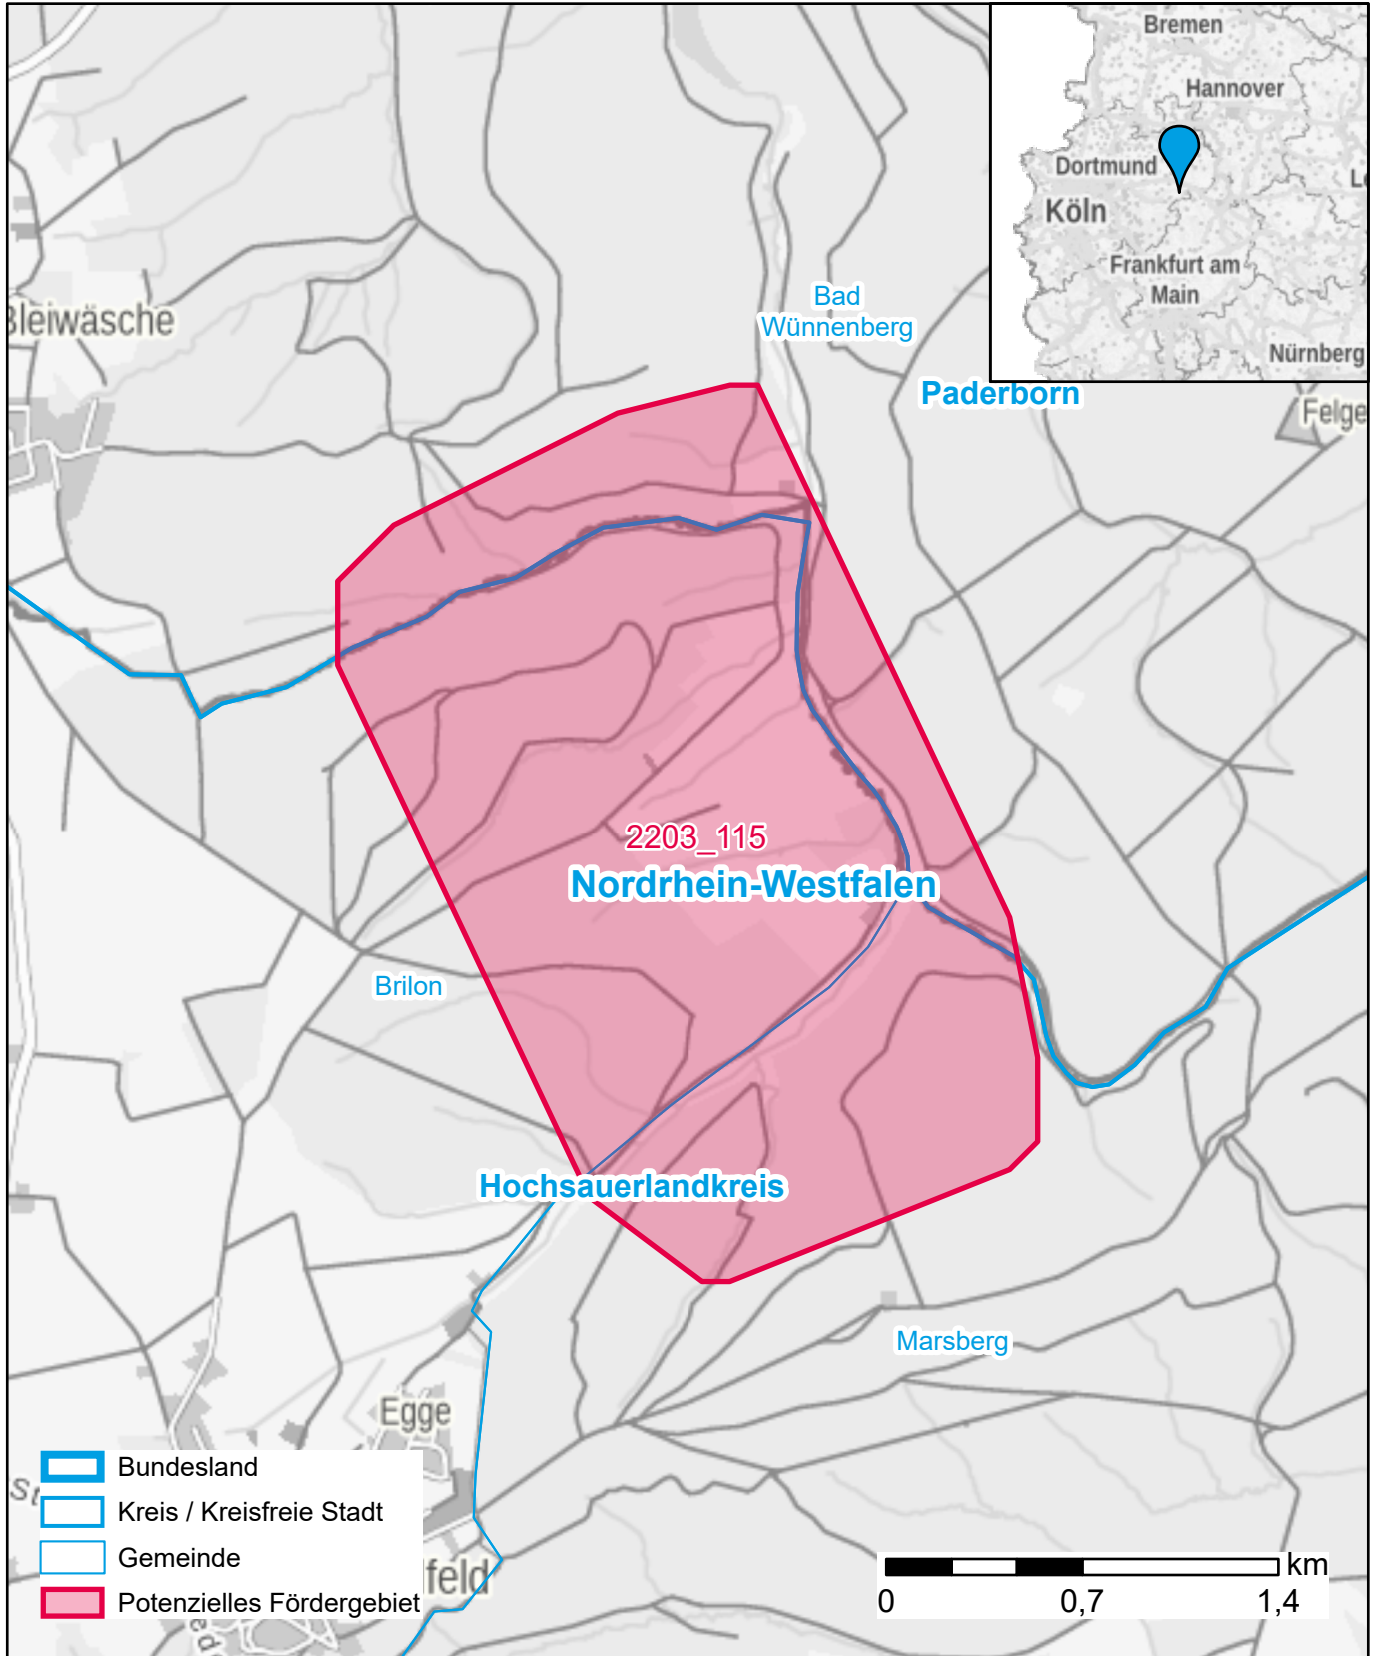 Bremen
Hannover
Dortmund
Köln
Frankfurt am
Main
Nürnberg
Bleiwäsche
Bad
Wünnenberg
Paderborn
2203_115
Nordrhein-Westfalen
Brilon
Hochsauerlandkreis
Marsberg
Egge
Bundesland
Kreis / Kreisfreie Stadt
Gemeinde
Potenzielles Fördergebiet
km
0 0,7 1,4